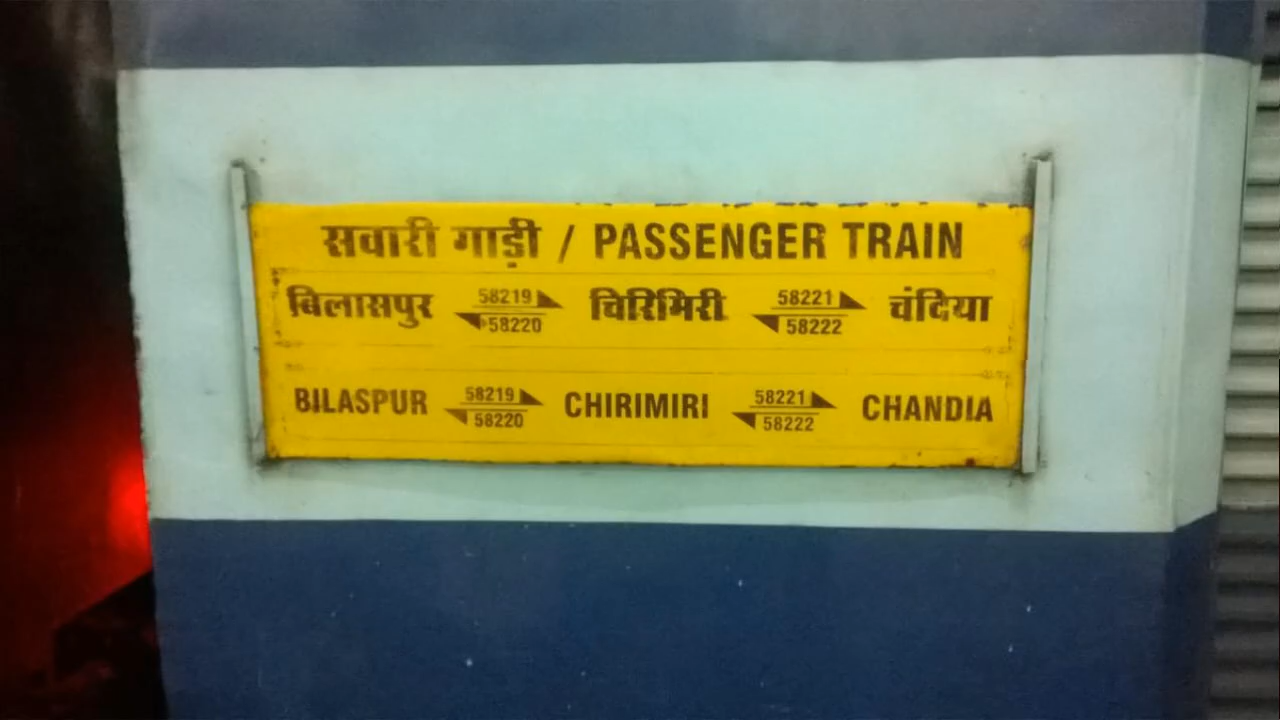 सवारी गाड़ी / PASSENGER TRAIN
बिलासपुर 58219 चिरिमिरी 58221 चंदिया
58220 58222
BILASPUR 58219 CHIRIMIRI 58221 CHANDIA
58220 58222